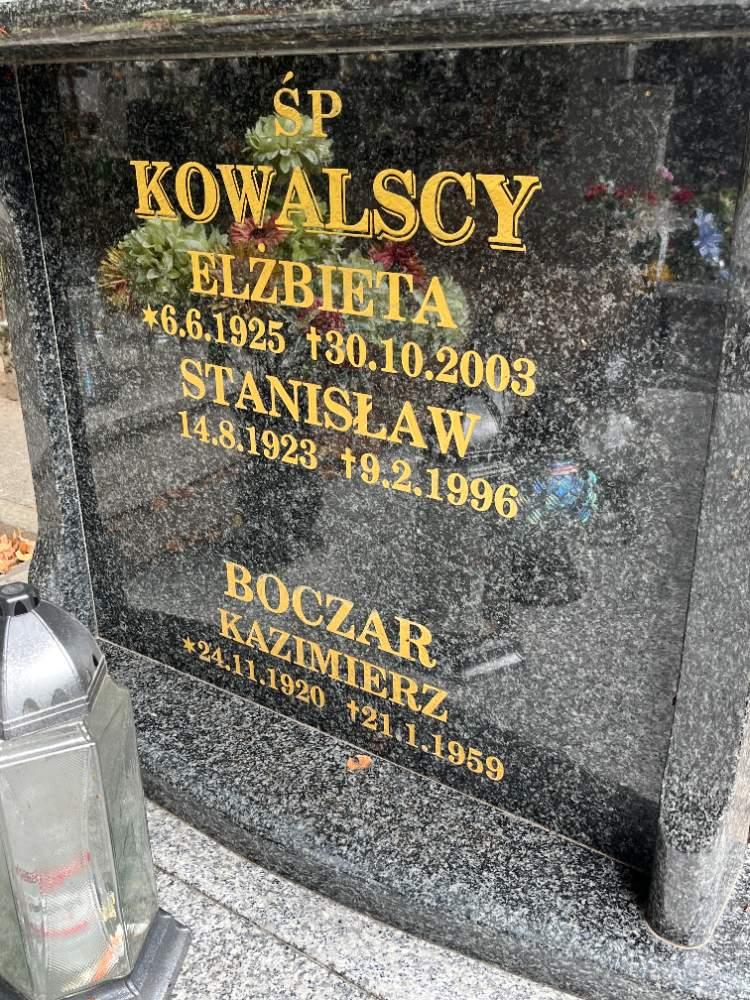 ŚP
KOWALSCY
ELŻBIETA
★6.6.1925 †30.10.2003
STANISŁAW
14.8.1923 †9.2.1996
BOCZAR
KAZIMIERZ
★24.11.1920 †21.1.1959